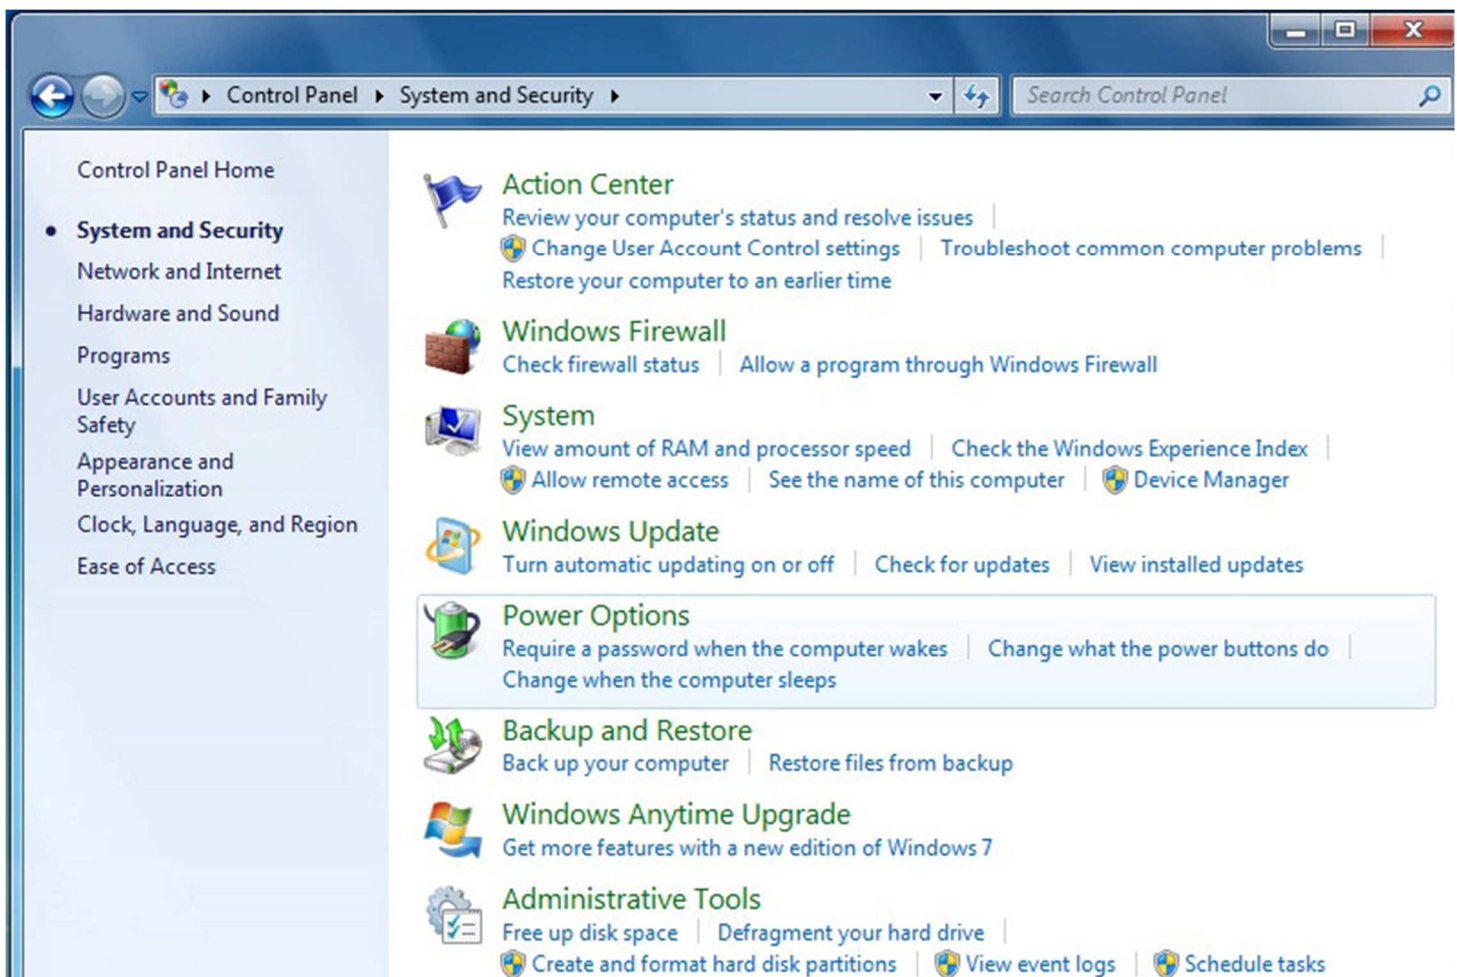 Control Panel System and Security
Search Control Panel
Control Panel Home
System and Security
Network and Internet
Hardware and Sound
Programs
User Accounts and Family
Safety
Appearance and
Personalization
Clock, Language, and Region
Ease of Access
Action Center
Review your computer's status and resolve issues
Change User Account Control settings Troubleshoot common computer problems
Restore your computer to an earlier time
Windows Firewall
Check firewall status Allow a program through Windows Firewall
System
View amount of RAM and processor speed Check the Windows Experience Index
Allow remote access See the name of this computer Device Manager
Windows Update
Turn automatic updating on or off Check for updates View installed updates
Power Options
Require a password when the computer wakes Change what the power buttons do
Change when the computer sleeps
Backup and Restore
Back up your computer Restore files from backup
Windows Anytime Upgrade
Get more features with a new edition of Windows 7
Administrative Tools
Free up disk space Defragment your hard drive
Create and format hard disk partitions View event logs Schedule tasks